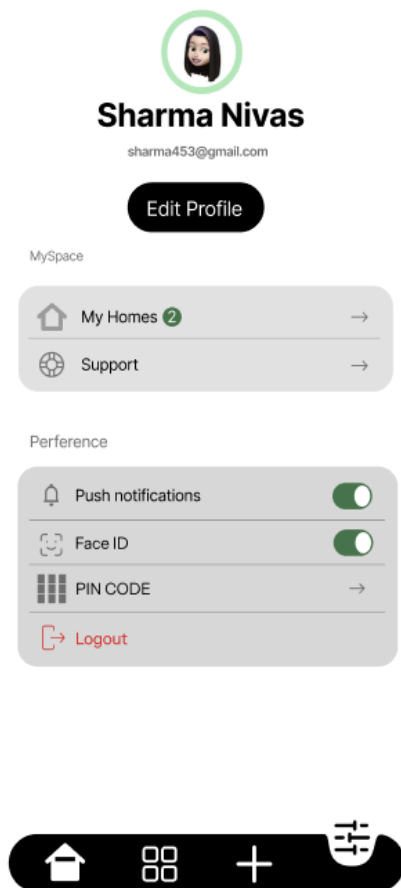 Sharma Nivas
sharma453@gmail.com
Edit Profile
MySpace
My Homes 2
Support
Perference
Push notifications
Face ID
PIN CODE
Logout